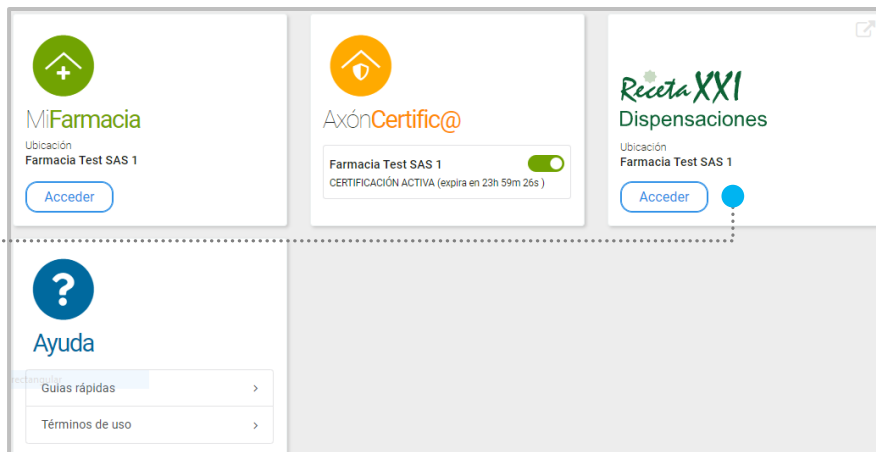 MiFarmacia
Ubicación
Farmacia Test SAS 1
Acceder
AxónCertific@
Farmacia Test SAS 1
CERTIFICACIÓN ACTIVA (expira en 23h 59m 26s )
Receta XXI
Dispensaciones
Ubicación
Farmacia Test SAS 1
Acceder
Ayuda
rectangular
Guías rápidas
Términos de uso